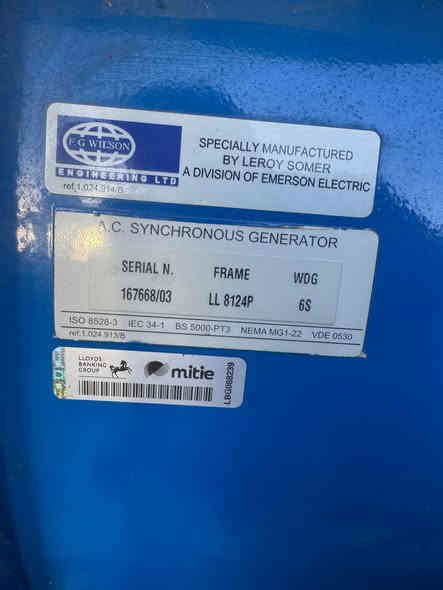 F G WILSON
ENGINEERING LTD
ref.1.024.914/B
SPECIALLY MANUFACTURED
BY LEROY SOMER
A DIVISION OF EMERSON ELECTRIC
A.C. SYNCHRONOUS GENERATOR
SERIAL N. FRAME WDG
167668/03 LL 8124P 6S
ISO 8528-3 IEC 34-1 BS 5000-PT3 NEMA MG1-22 VDE 0530
ref.1.024.913/B
LLOYDS
BANKING
GROUP
mitie
LBG088239